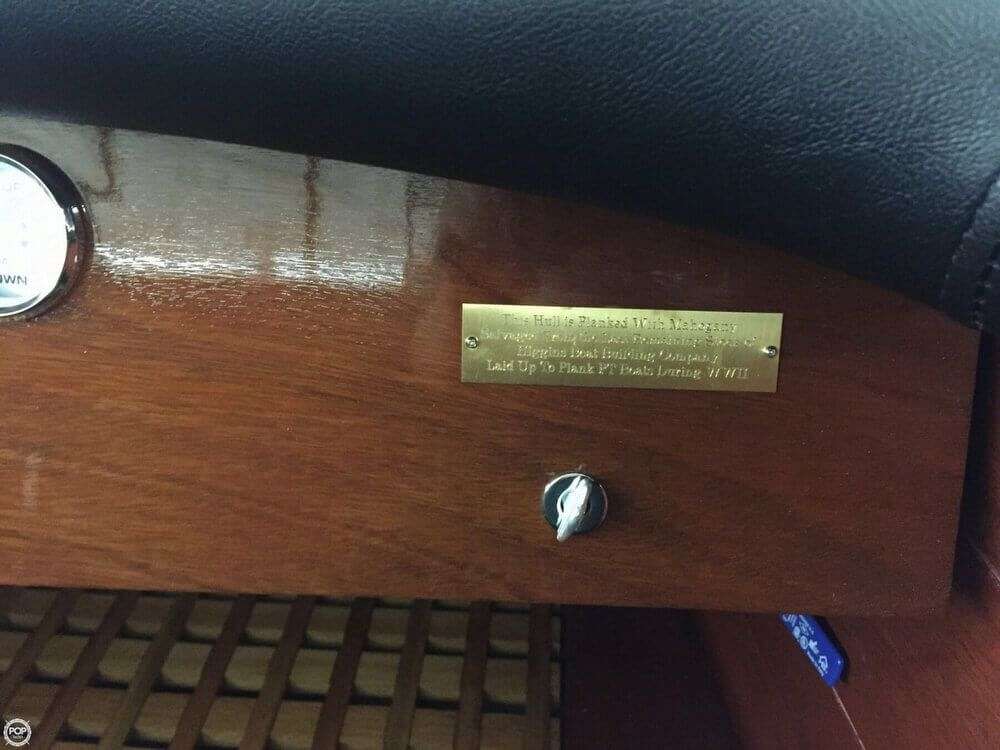 This Hull is Planked With Mahogany
Salvaged From the Last Remaining Stock of
Higgins Boat Building Company
Laid Up To Plank PT Boats During WWII
POP